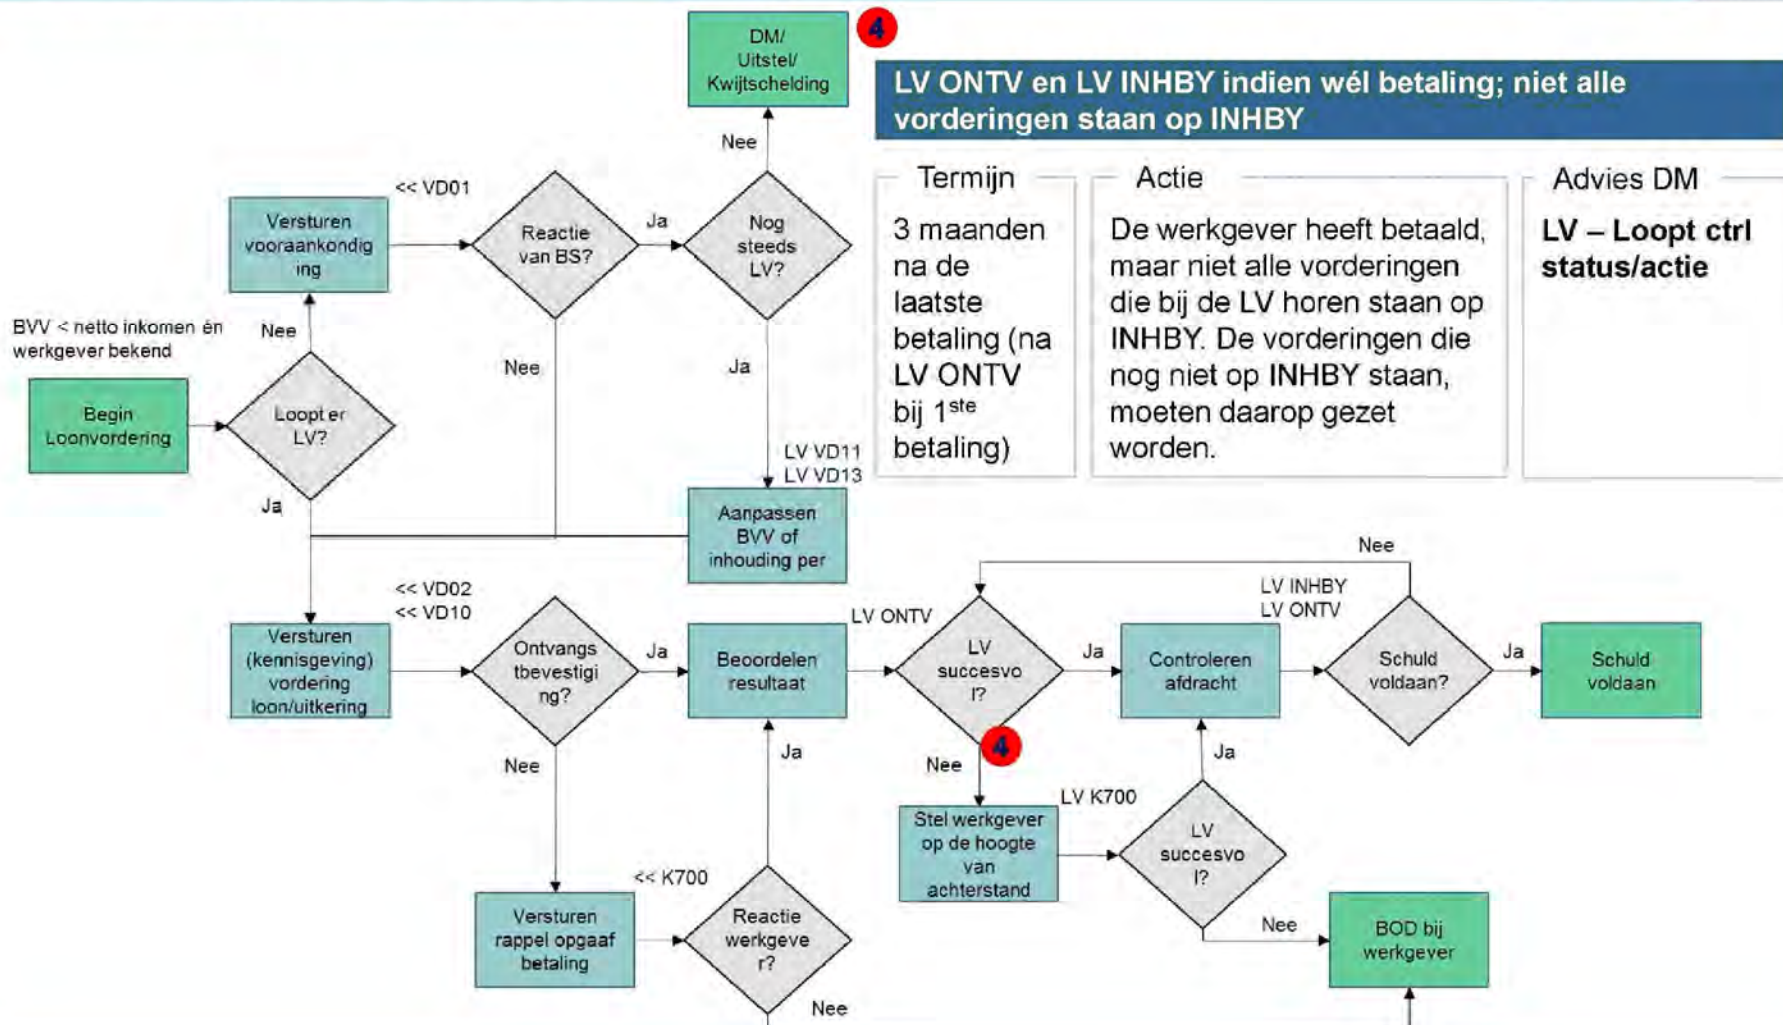 DM/
Uitstel/
Kwijtschelding
4
LV ONTV en LV INHBY indien wél betaling; niet alle
vorderingen staan op INHBY
Termijn
3 maanden
na de
laatste
betaling (na
LV ONTV
bij 1ste
betaling)
Actie
De werkgever heeft betaald,
maar niet alle vorderingen
die bij de LV horen staan op
INHBY. De vorderingen die
nog niet op INHBY staan,
moeten daarop gezet
worden.
Advies DM
LV – Loopt ctrl
status/actie
Nee
<< VD01
Versturen
vooraankondig
ing
Reactie
van BS?
Ja
Nog
steeds
LV?
BVV < netto inkomen én
werkgever bekend
Nee
Nee
Ja
Begin
Loonvordering
Loopt er
LV?
Ja
LV VD11
LV VD13
Aanpassen
BVV of
inhouding per
Nee
<< VD02
<< VD10
LV ONTV
LV INHBY
LV ONTV
Versturen
(kennisgeving)
vordering
loon/uitkering
Ontvangs
tbevestigi
ng?
Ja
Beoordelen
resultaat
LV
succesvo
l?
Ja
Controleren
afdracht
Schuld
voldaan?
Ja
Schuld
voldaan
4
Nee
Ja
Nee
Ja
LV K700
Stel werkgever
op de hoogte
van
achterstand
LV
succesvo
l?
<< K700
Versturen
rappel opgaaf
betaling
Reactie
werkgeve
r?
Nee
BOD bij
werkgever
Nee